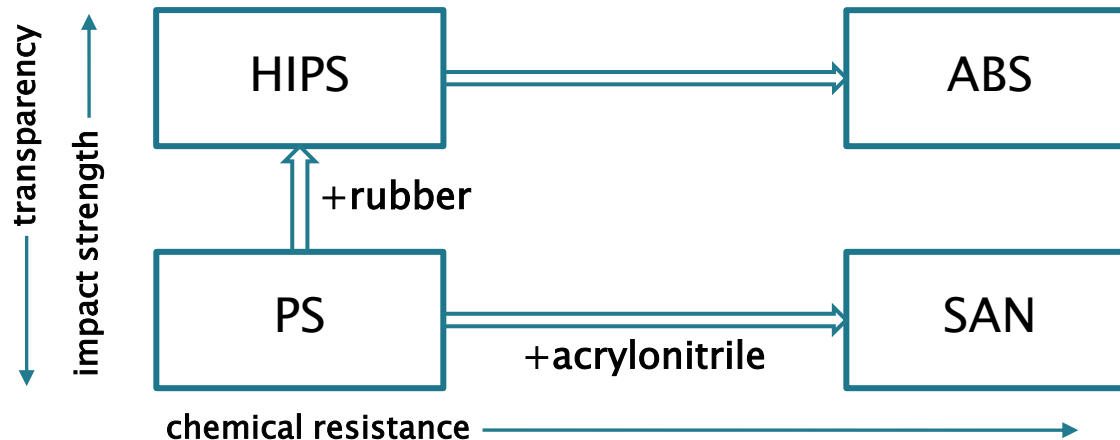 transparency
impact strength
HIPS
ABS
+rubber
PS
SAN
+acrylonitrile
chemical resistance